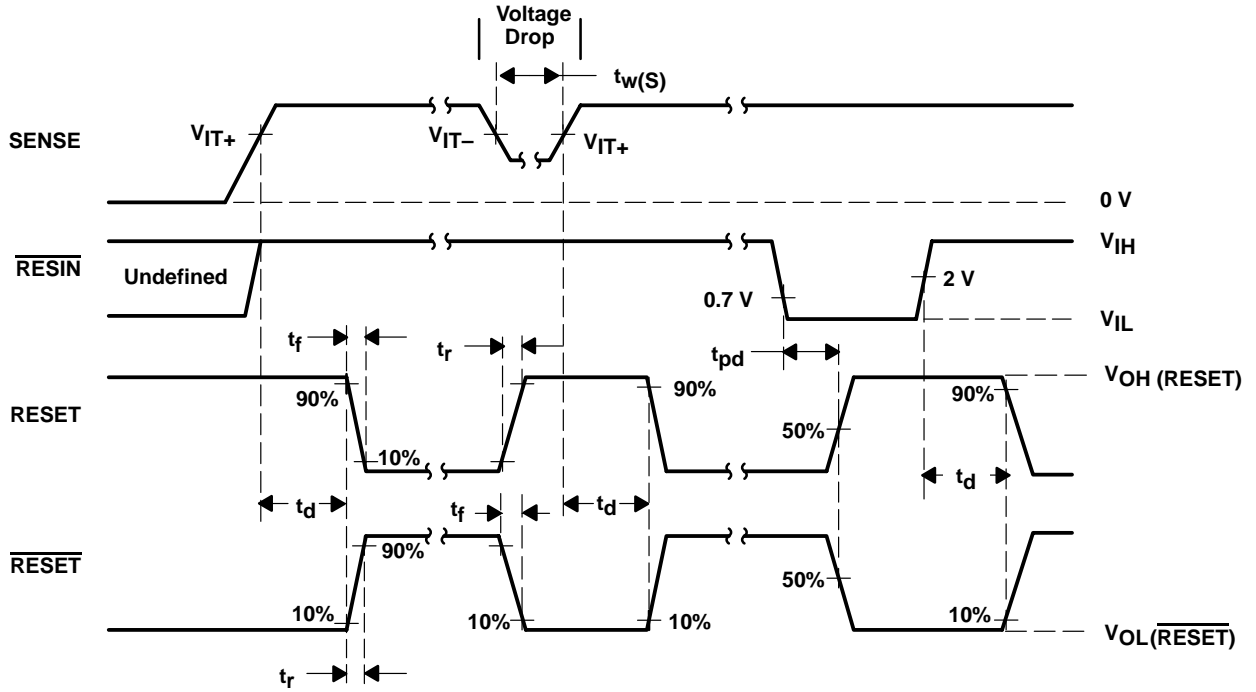 Voltage
Drop
tw(S)
SENSE
VIT+
VIT–
VIT+
0 V
RESIN
Undefined
VIH
0.7 V
2 V
VIL
tf
tr
tpd
VOH (RESET)
RESET
90%
90%
90%
50%
10%
td
tf
td
td
RESET
90%
50%
10%
10%
10%
10%
VOL(RESET)
tr